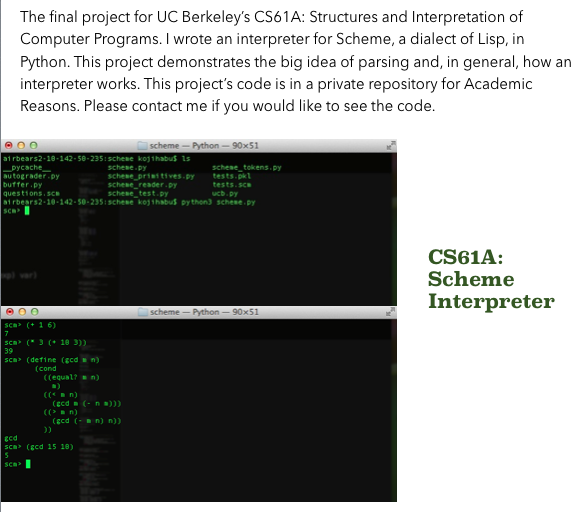 The final project for UC Berkeley's CS61A: Structures and Interpretation of
Computer Programs. I wrote an interpreter for Scheme, a dialect of Lisp, in
Python. This project demonstrates the big idea of parsing and, in general, how an
interpreter works. This project's code is in a private repository for Academic
Reasons. Please contact me if you would like to see the code.
scheme — Python — 90×51
airbears2-10-142-50-235:scheme kojihabu$ ls
__pycache__ scheme.py scheme_tokens.py
autograder.py scheme_primitives.py tests.pkl
buffer.py scheme_reader.py tests.scm
questions.scm scheme_test.py ucb.py
airbears2-10-142-50-235:scheme kojihabu$ python3 scheme.py
scm>
CS61A:
Scheme
Interpreter
scheme — Python — 90×51
scm> (+ 1 6)
7
scm> (* 3 (+ 10 3))
39
scm> (define (gcd m n)
(cond
((equal? m n)
m)
((< m n)
(gcd m (- n m)))
((> m n)
(gcd (- m n) n))
))
gcd
scm> (gcd 15 10)
5
scm>